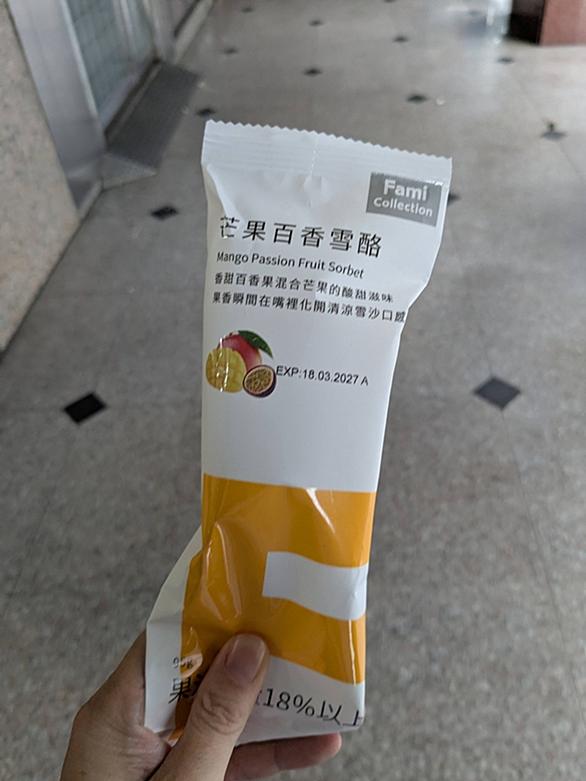 Fami
Collection
芒果百香雪酪
Mango Passion Fruit Sorbet
香甜百香果混合芒果的酸甜滋味
果香瞬間在嘴裡化開清涼雪沙口感
EXP:18.03.2027 A
果
18%以上